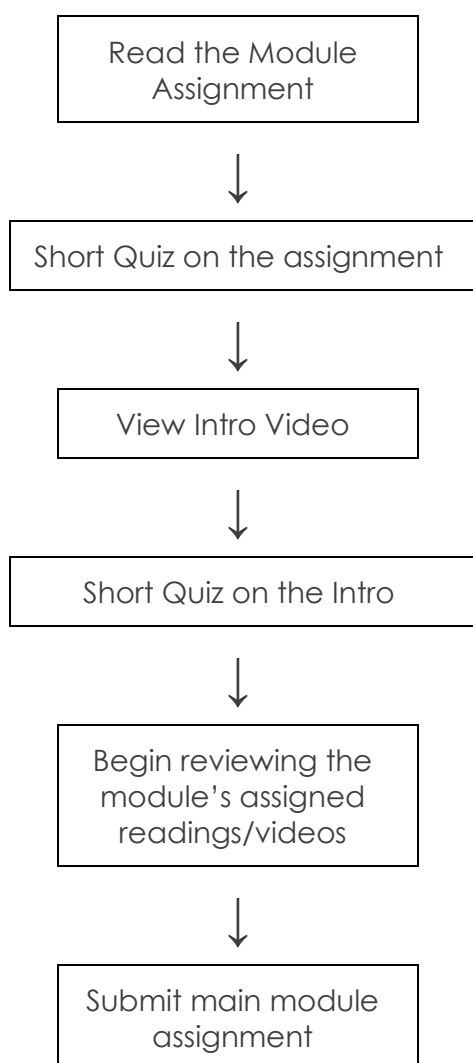 Read the Module
Assignment
Short Quiz on the assignment
View Intro Video
Short Quiz on the Intro
Begin reviewing the
module’s assigned
readings/videos
Submit main module
assignment